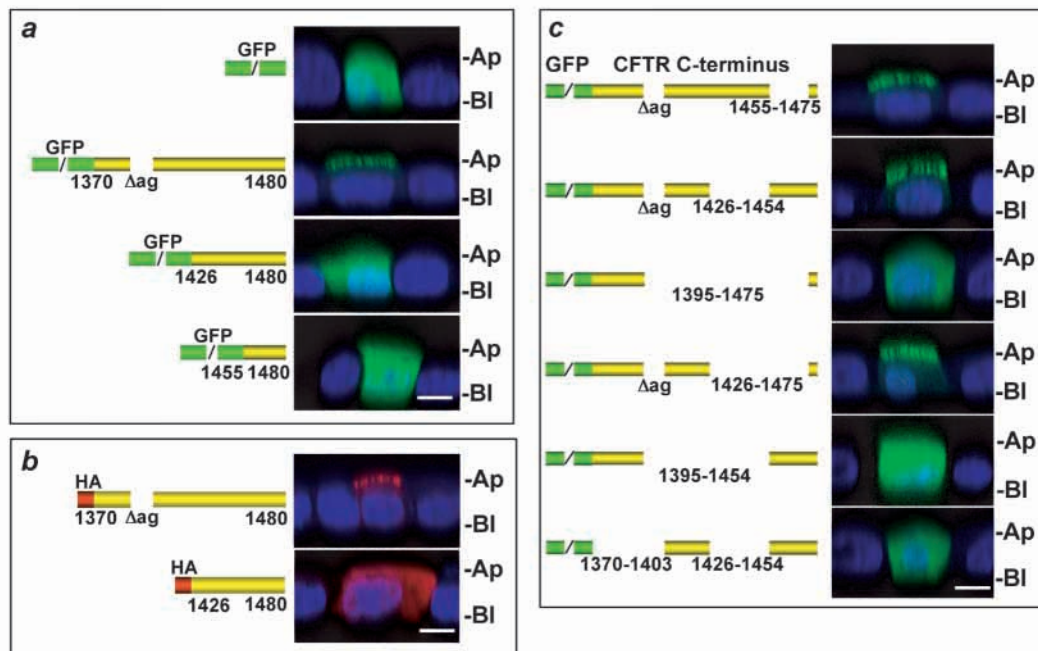 a
GFP
/
-Ap
-Bl
GFP
/
1370 Δag 1480
-Ap
-Bl
GFP
/
1426 1480
-Ap
-Bl
GFP
/
1455 1480
-Ap
-Bl
b
HA
1370 Δag 1480
-Ap
-Bl
HA
1426 1480
-Ap
-Bl
c
GFP CFTR C-terminus
/
Δag 1455-1475
-Ap
-Bl
/
Δag 1426-1454
-Ap
-Bl
/
1395-1475
-Ap
-Bl
/
Δag 1426-1475
-Ap
-Bl
/
1395-1454
-Ap
-Bl
/
1370-1403 1426-1454
-Ap
-Bl